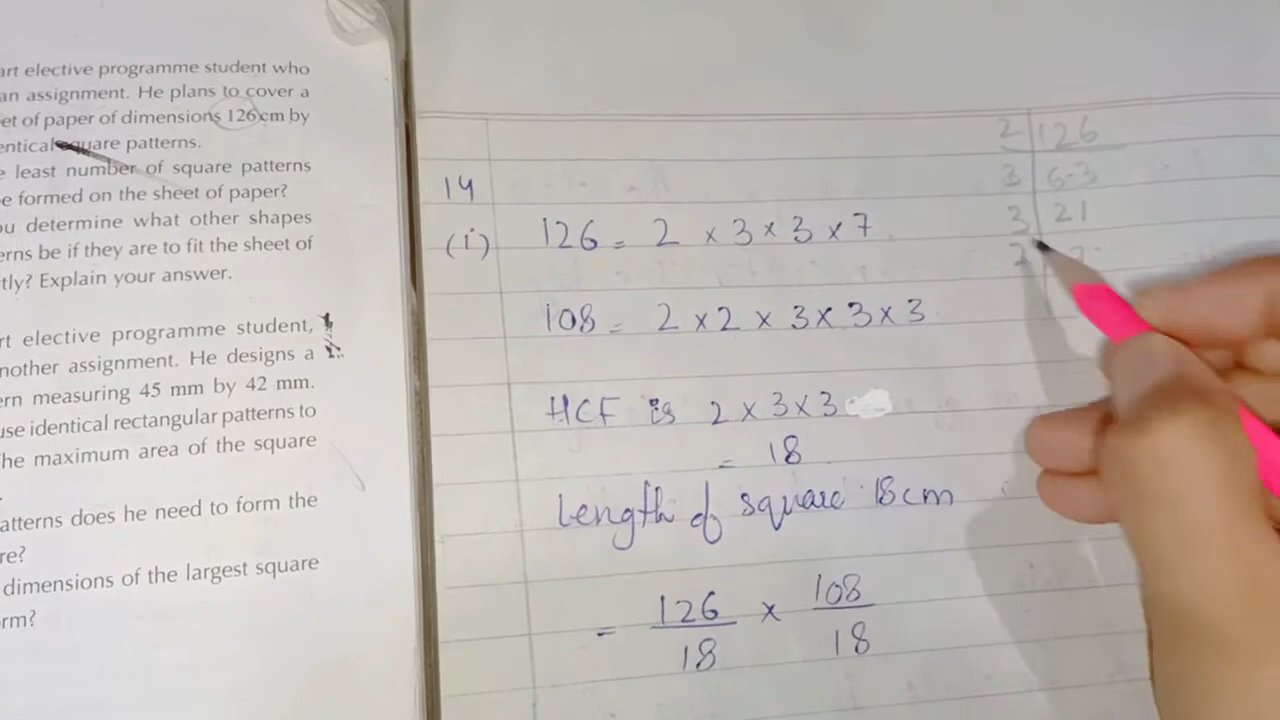 art elective programme student who
an assignment. He plans to cover a
et of paper of dimensions 126 cm by
entical square patterns.
e least number of square patterns
e formed on the sheet of paper?
u determine what other shapes
erns be if they are to fit the sheet of
tly? Explain your answer.
rt elective programme student,
nother assignment. He designs a
ern measuring 45 mm by 42 mm.
use identical rectangular patterns to
he maximum area of the square
atterns does he need to form the
re?
dimensions of the largest square
rm?
14
(i) 126 = 2 × 3 × 3 × 7
108 = 2 × 2 × 3 × 3 × 3
HCF is 2 × 3 × 3
= 18
Length of square 18cm
= 126/18 × 108/18
2 126
3 63
3 21